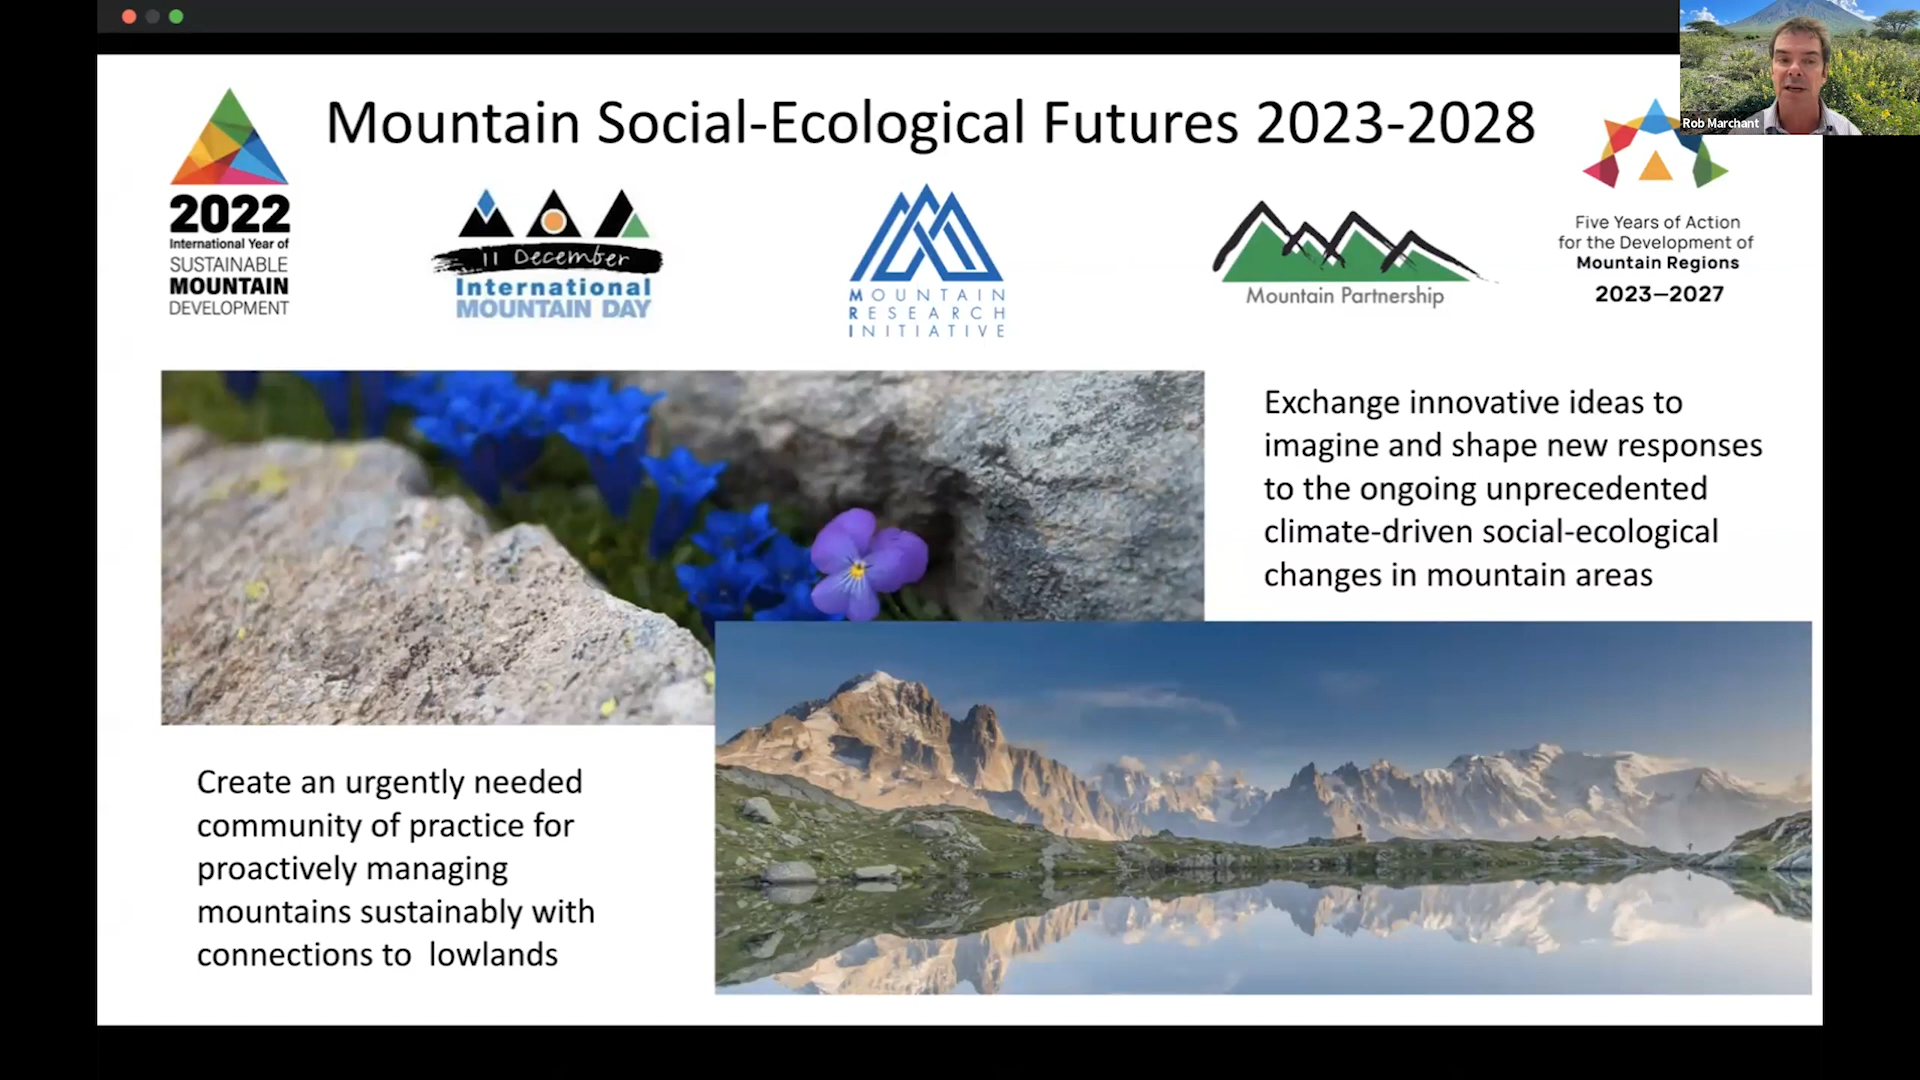 Rob Marchant
Mountain Social-Ecological Futures 2023-2028
2022
International Year of
SUSTAINABLE
MOUNTAIN
DEVELOPMENT
11 December
International
MOUNTAIN DAY
MOUNTAIN
RESEARCH
INITIATIVE
Mountain Partnership
Five Years of Action
for the Development of
Mountain Regions
2023—2027
Exchange innovative ideas to
imagine and shape new responses
to the ongoing unprecedented
climate-driven social-ecological
changes in mountain areas
Create an urgently needed
community of practice for
proactively managing
mountains sustainably with
connections to  lowlands